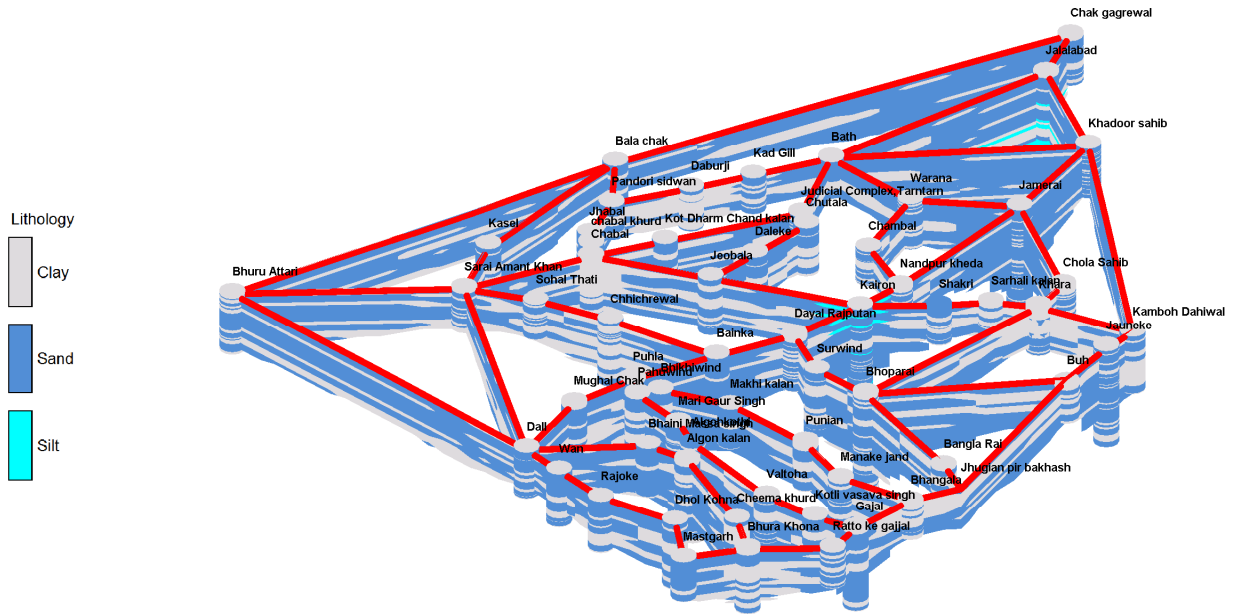 Chak gagrewal
Jalalabad
Khadoor sahib
Bath
Bala chak
Kad Gill
Daburji
Pandori sidwan
Warana
Jamerai
Judicial Complex,Tarntarn
Chutala
Jhabal
chabal khurd
Kot Dharm Chand kalan
Chabal
Kasel
Daleke
Chambal
Jeobala
Sarai Amant Khan
Bhuru Attari
Sohal Thati
Nandpur kheda
Chola Sahib
Kairon
Shakri
Sarhali kalan
Khara
Lithology
Clay
Sand
Silt
Chhichrewal
Dayal Rajputan
Kamboh Dahiwal
Jauneke
Bainka
Surwind
Puhla
Bhikhiwind
Pahuwind
Buh
Bhoparai
Mughal Chak
Makhi kalan
Mari Gaur Singh
Dall
Bhaini Massa singh
Algon kalan
Punian
Wan
Bangla Rai
Manake jand
Jhugian pir bakhash
Rajoke
Valtoha
Bhangala
Dhol Kohna
Cheema khurd
Kotli vasava singh
Gajal
Mastgarh
Bhura Khona
Ratto ke gajjal